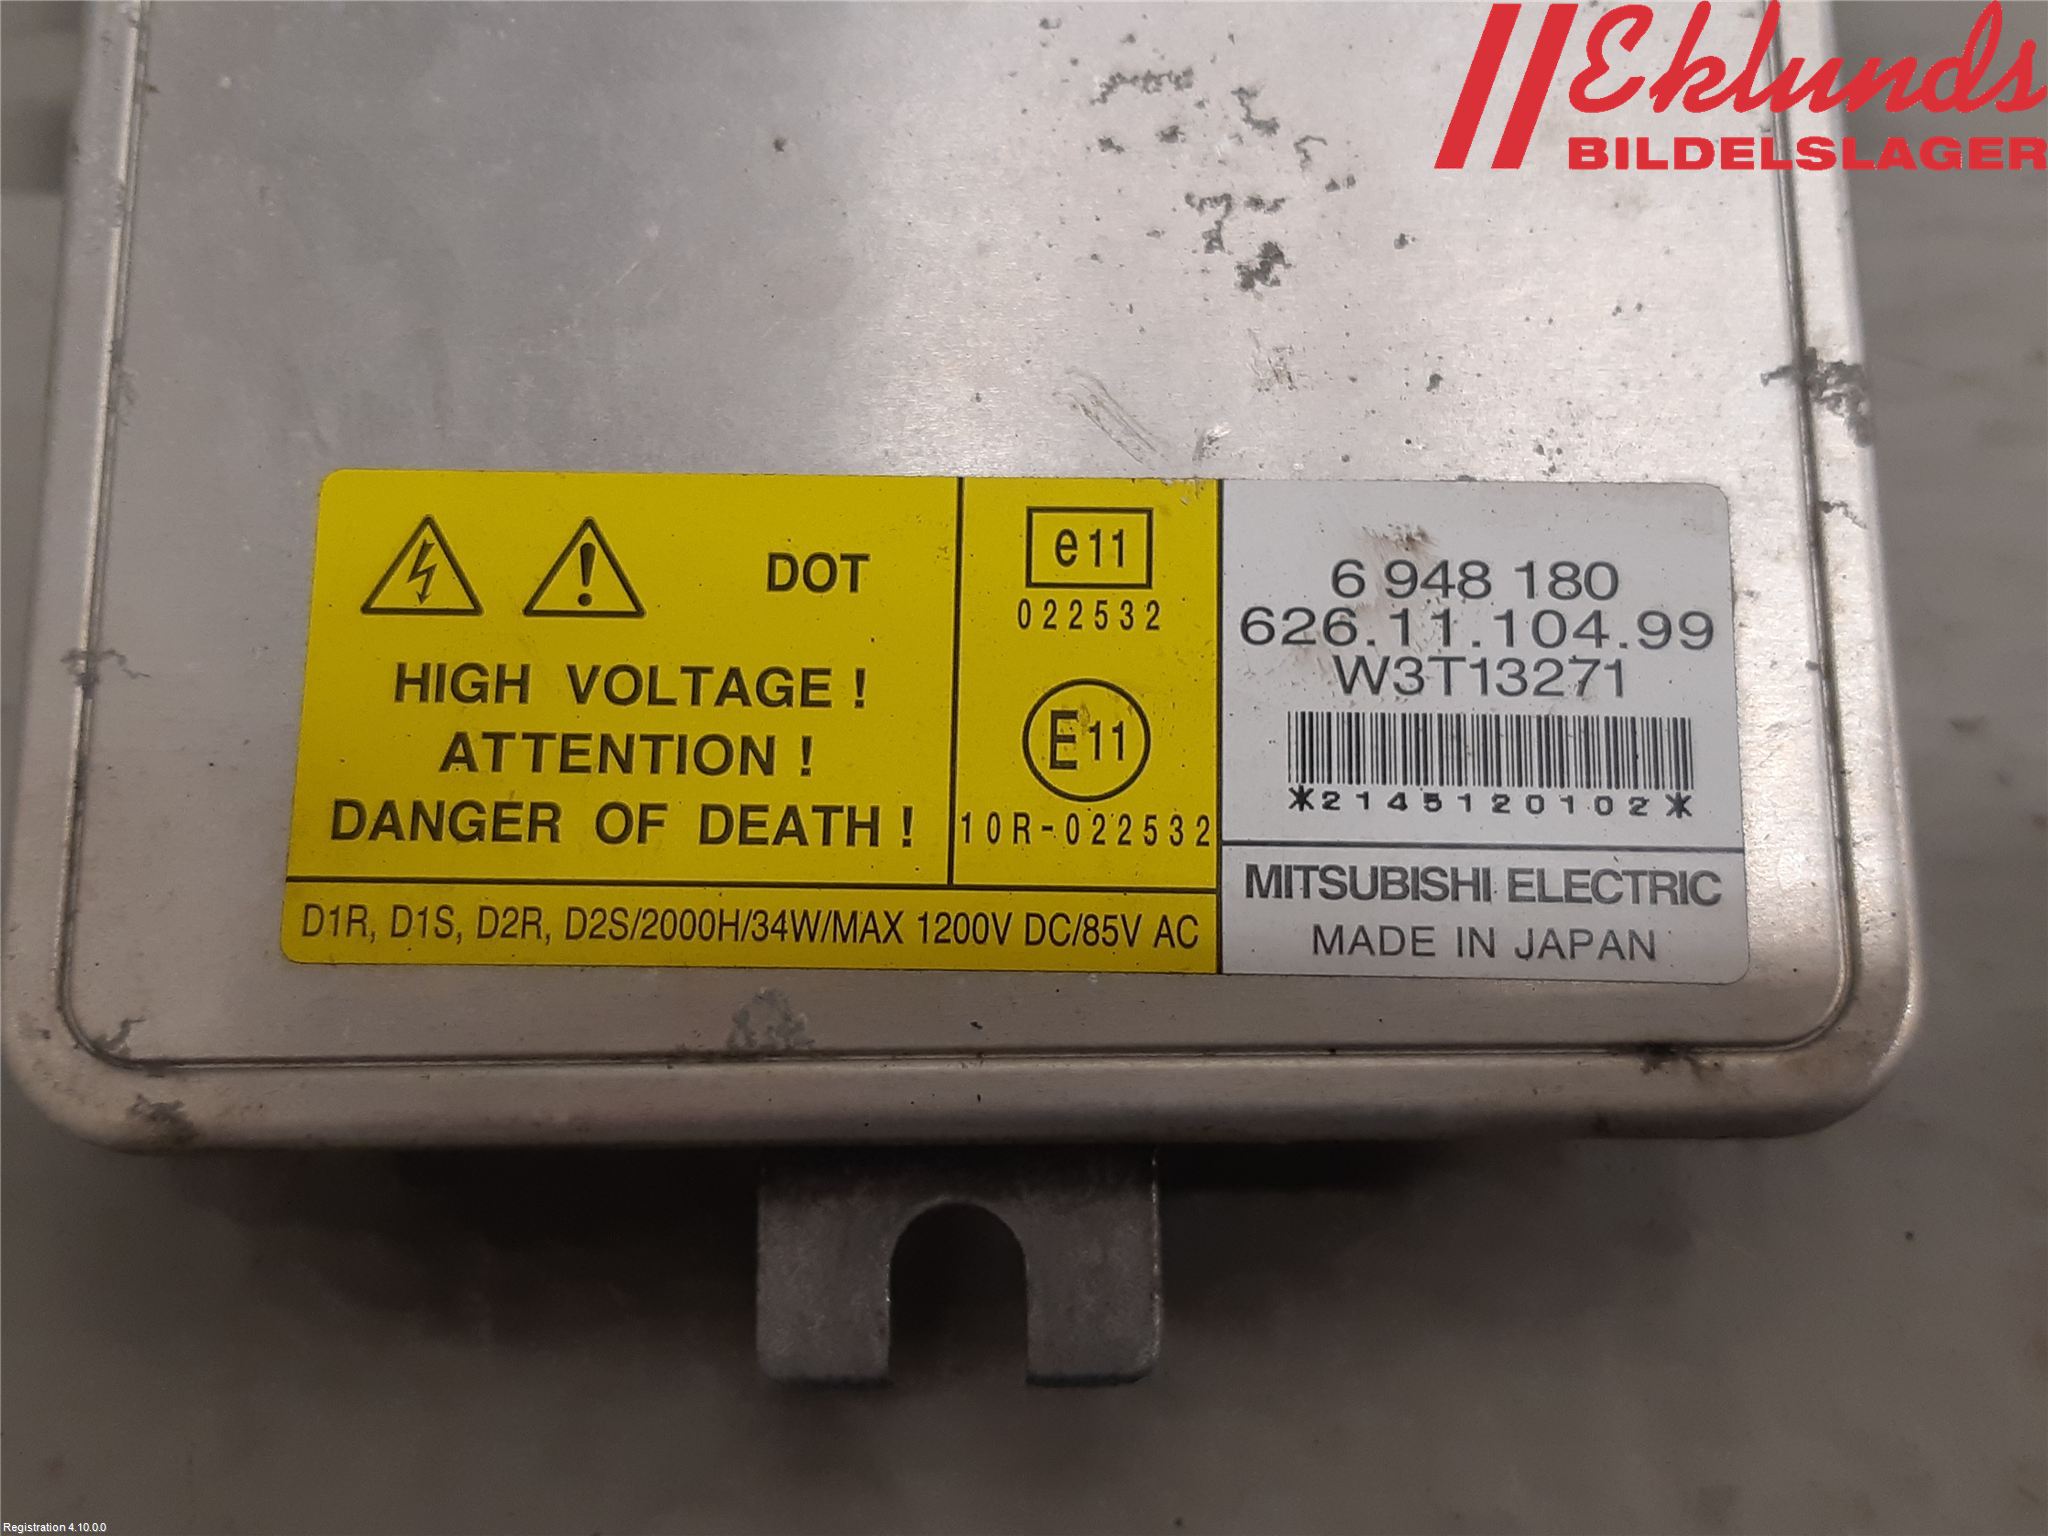 Eklunds
BILDELSLAGER
DOT
HIGH VOLTAGE !
ATTENTION !
DANGER OF DEATH !
e11
022532
E11
10R-022532
D1R, D1S, D2R, D2S/2000H/34W/MAX 1200V DC/85V AC
6 948 180
626.11.104.99
W3T13271
*2145120102*
MITSUBISHI ELECTRIC
MADE IN JAPAN
Registration 4.10.0.0